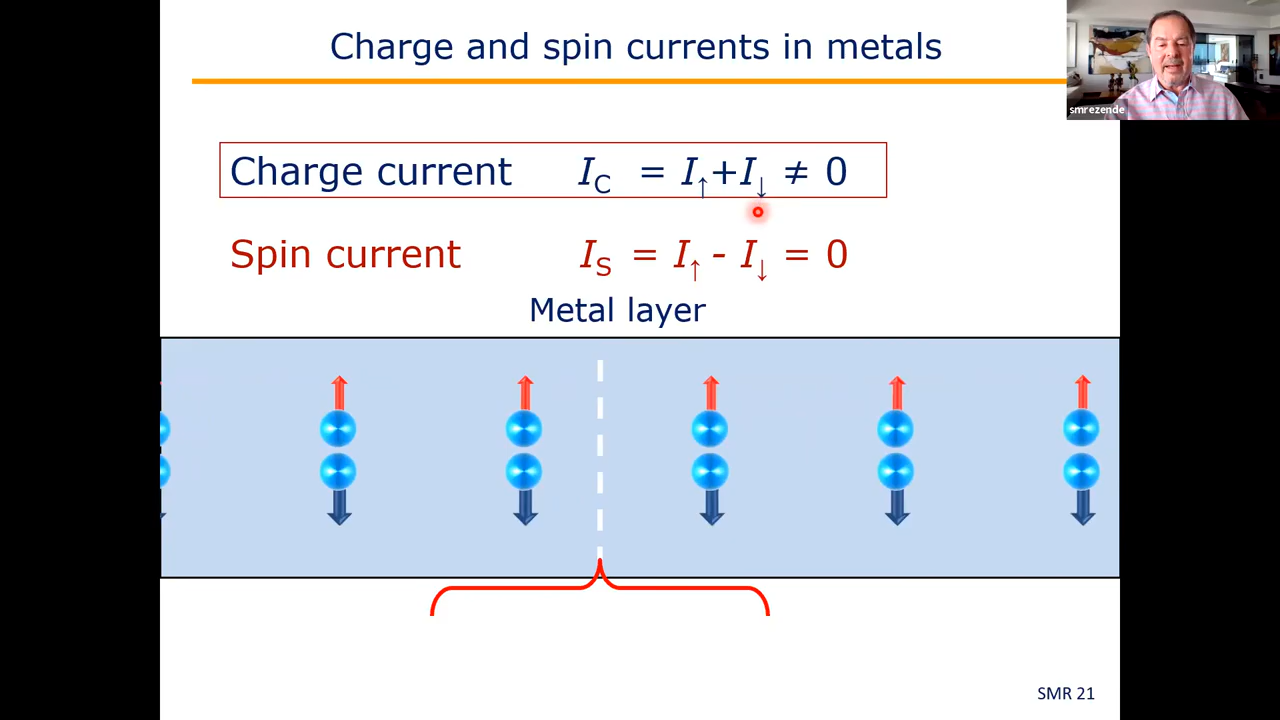 Charge and spin currents in metals
smrezende
Charge current I_C = I_↑+I_↓ ≠ 0
Spin current I_S = I_↑ - I_↓ = 0
Metal layer
SMR 21